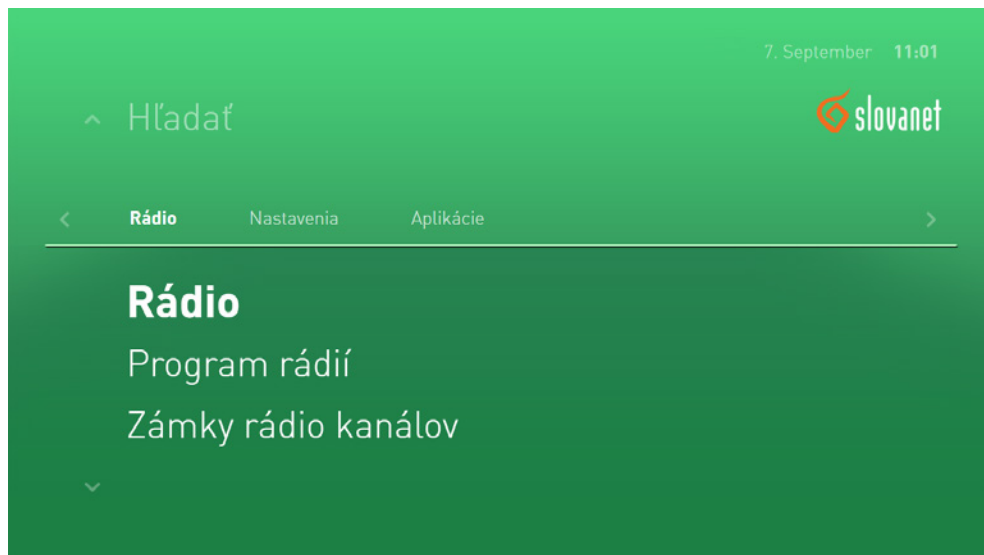 7. September 11:01
Hľadať
slovanet
Rádio Nastavenia Aplikácie
Rádio
Program rádií
Zámky rádio kanálov